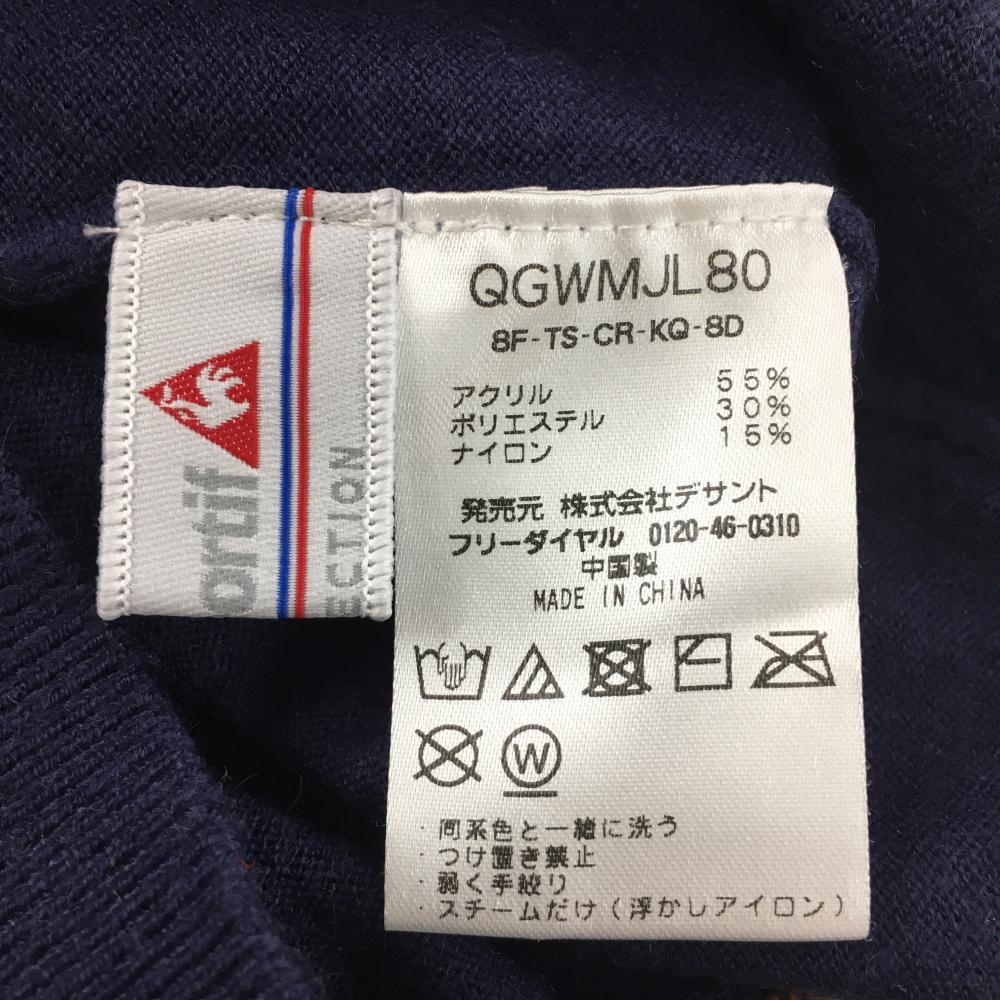 ortif
ECTION
QGWMJL80
8F-TS-CR-KQ-8D
アクリル 55%
ポリエステル 30%
ナイロン 15%
発売元 株式会社デサント
フリーダイヤル 0120-46-0310
中国製
MADE IN CHINA
W
・同系色と一緒に洗う
・つけ置き禁止
・弱く手絞り
・スチームだけ(浮かしアイロン)